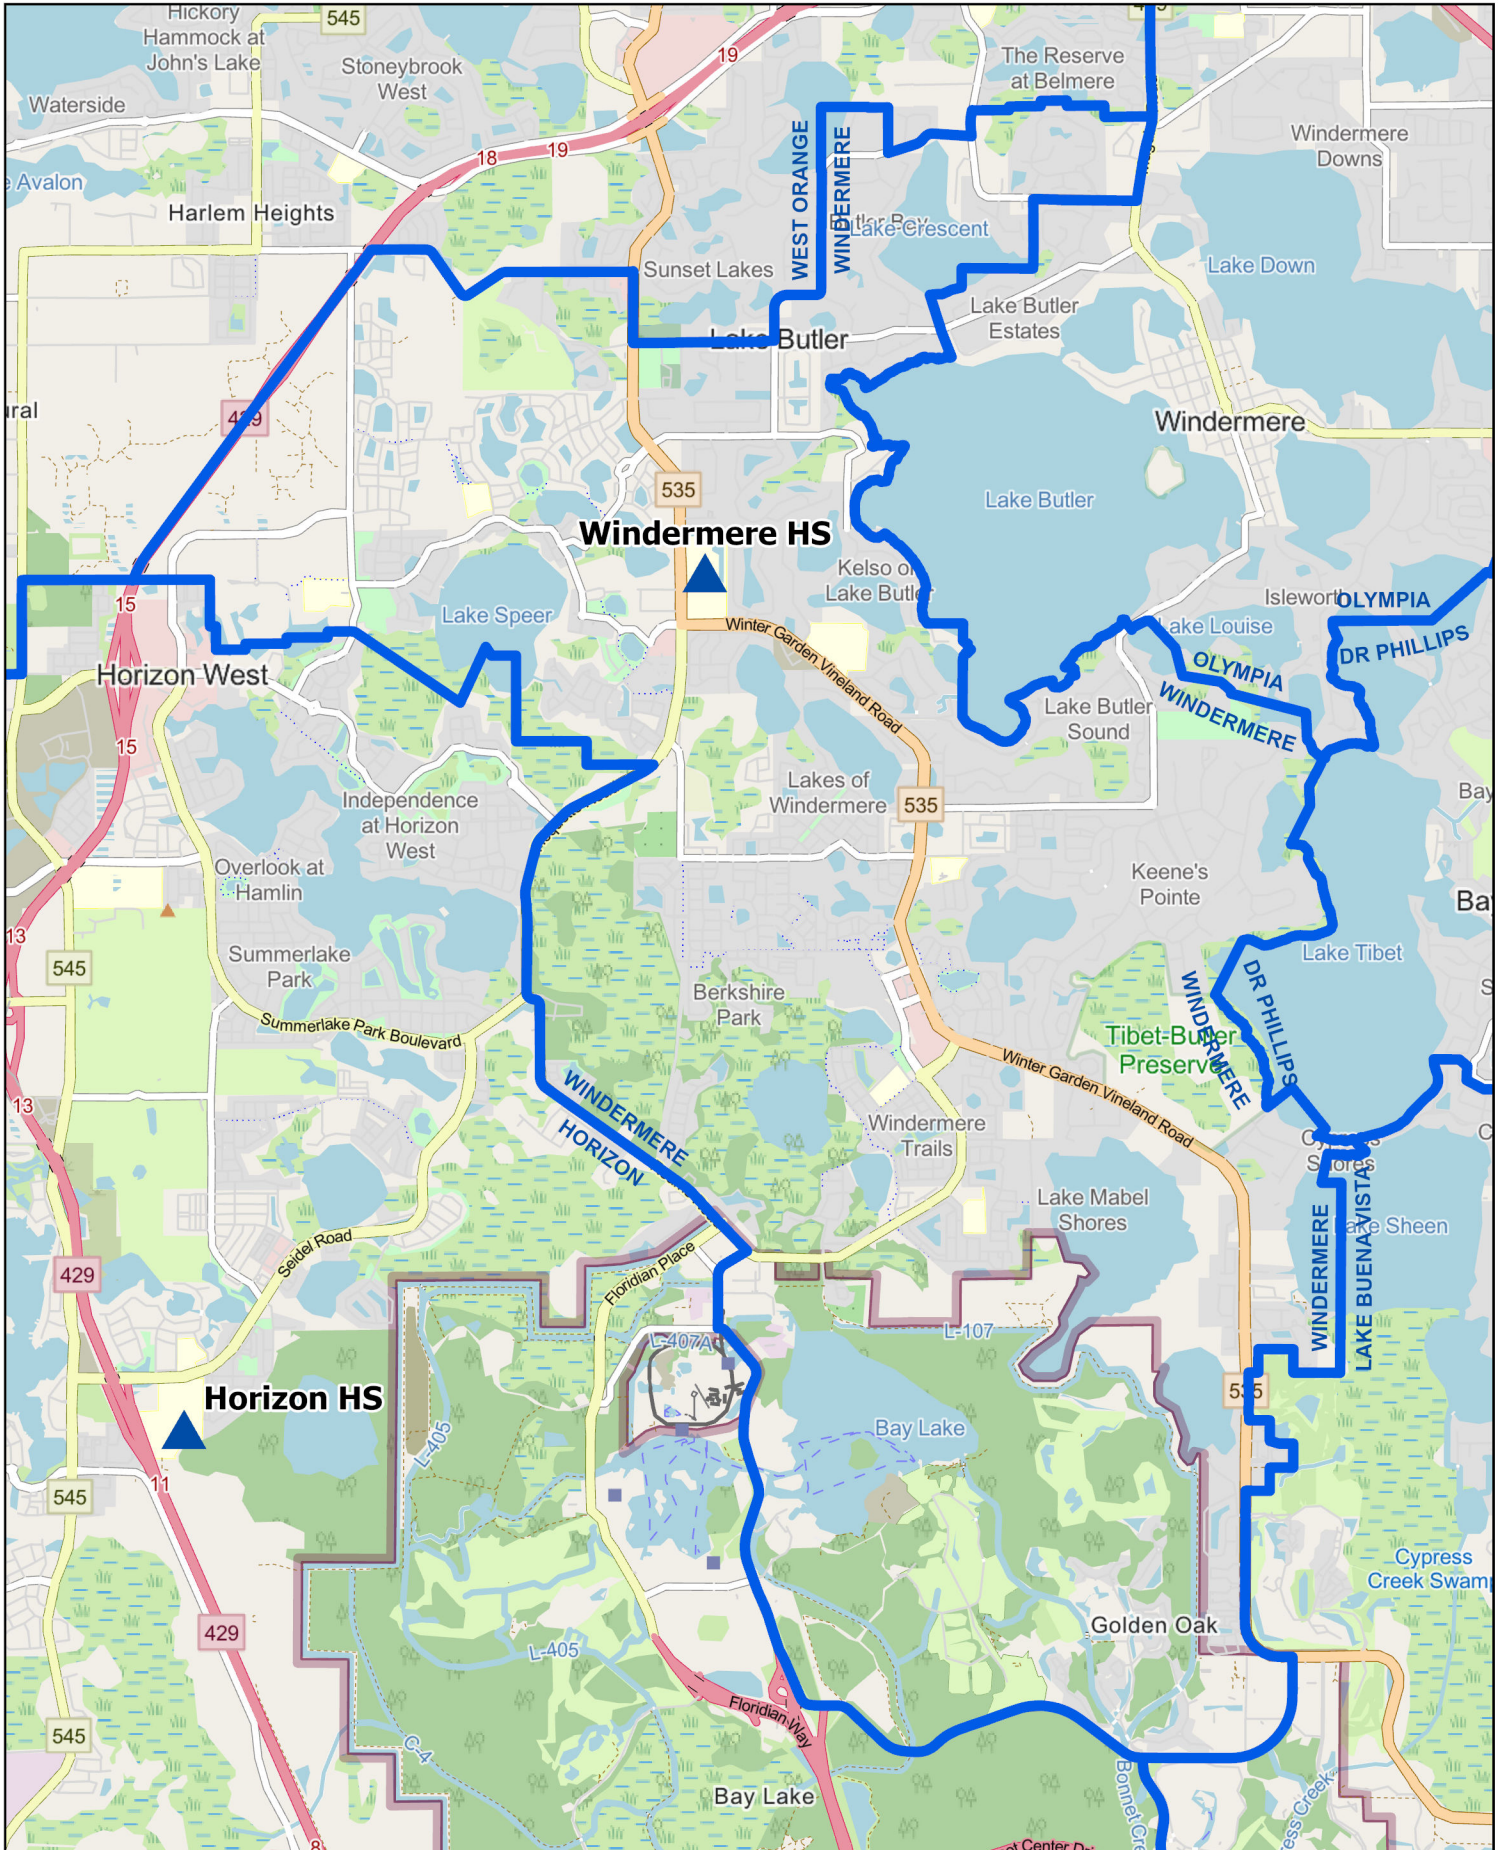 Hickory
Hammock at
John's Lake
545
Stoneybrook
West
19
The Reserve
at Belmere
Waterside
WEST ORANGE
WINDERMERE
Windermere
Downs
18
19
Avalon
Harlem Heights
Lake Crescent
Sunset Lakes
Lake Down
Lake Butler
Estates
Lake Butler
429
Windermere
535
Lake Butler
Windermere HS
Kelso on
Lake Butler
15
Lake Speer
Isleworth
OLYMPIA
DR PHILLIPS
Winter Garden Vineland Road
Lake Louise
Horizon West
OLYMPIA
WINDERMERE
Lake Butler
Sound
15
Independence
at Horizon
West
Lakes of
Windermere
535
Overlook at
Hamlin
Keene's
Pointe
13
545
Summerlake
Park
Lake Tibet
Berkshire
Park
WINDERMERE
DR PHILLIPS
Summerlake Park Boulevard
Tibet-Butler
Preserve
Winter Garden Vineland Road
13
WINDERMERE
HORIZON
Windermere
Trails
Cypress
Shores
Lake Mabel
Shores
Lake Sheen
WINDERMERE
LAKE BUENA VISTA
Seidel Road
Floridian Place
429
L-107
L-407A
535
Horizon HS
Bay Lake
L-405
11
545
Cypress
Creek Swamp
429
Golden Oak
L-405
Floridian Way
545
C-4
Bay Lake
8